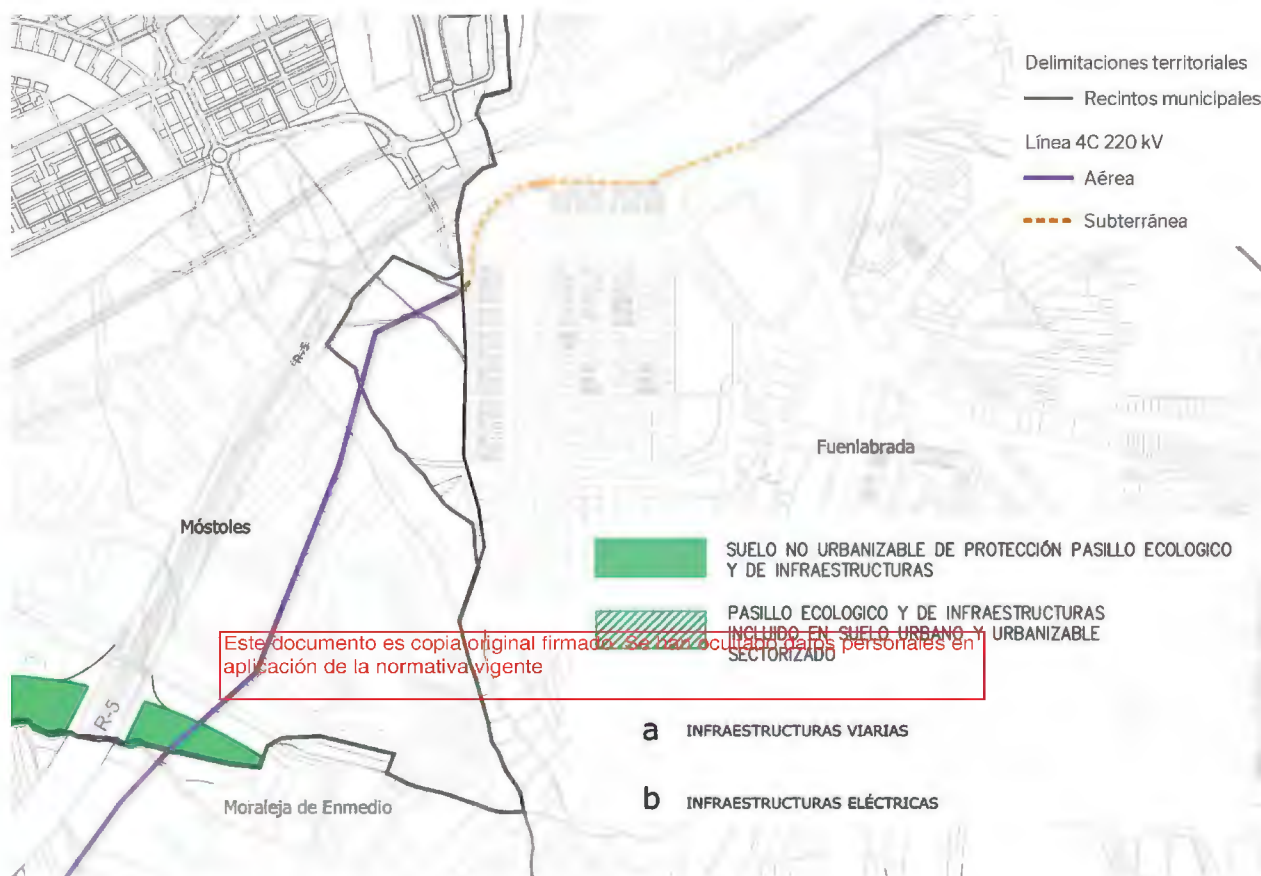 Delimitaciones territoriales
Recintos municipales
Línea 4C 220 kV
Aérea
Subterránea
R-5
Fuenlabrada
Móstoles
SUELO NO URBANIZABLE DE PROTECCIÓN PASILLO ECOLOGICO
Y DE INFRAESTRUCTURAS
PASILLO ECOLOGICO Y DE INFRAESTRUCTURAS
INCLUIDO EN SUELO URBANO Y URBANIZABLE
SECTORIZADO
Este documento es copia original firmado. Se han ocultado datos personales en
aplicación de la normativa vigente
R-5
a INFRAESTRUCTURAS VIARIAS
b INFRAESTRUCTURAS ELÉCTRICAS
Moraleja de Enmedio